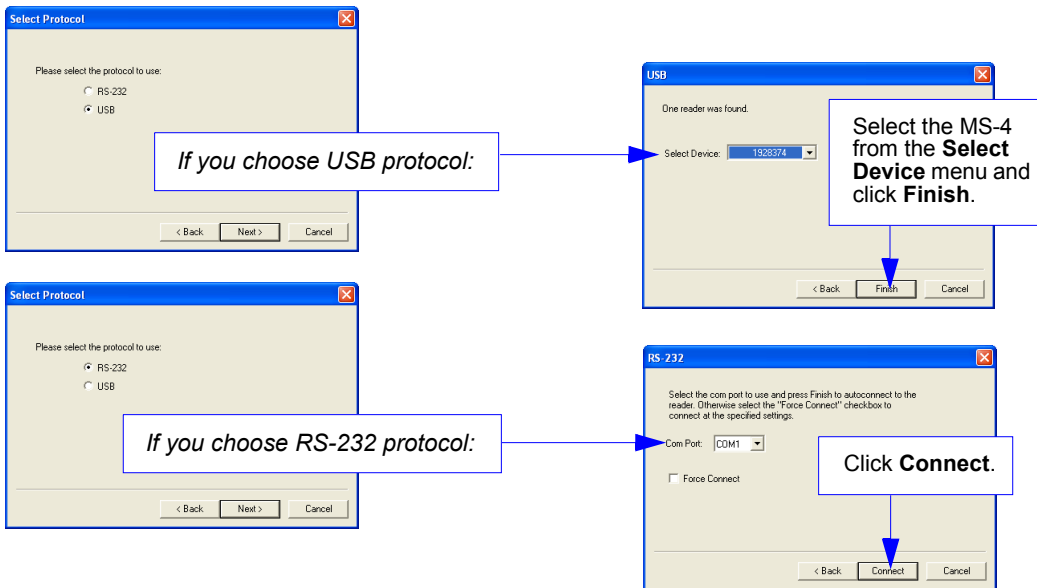 Select Protocol
Please select the protocol to use:
RS-232
USB
If you choose USB protocol:
< Back
Next >
Cancel
USB
One reader was found.
Select Device:
1928374
Select the MS-4
from the Select
Device menu and
click Finish.
< Back
Finish
Cancel
Select Protocol
Please select the protocol to use:
RS-232
USB
If you choose RS-232 protocol:
< Back
Next >
Cancel
RS-232
Select the com port to use and press Finish to autoconnect to the
reader. Otherwise select the "Force Connect" checkbox to
connect at the specified settings.
Com Port:
COM1
Force Connect
Click Connect.
< Back
Connect
Cancel